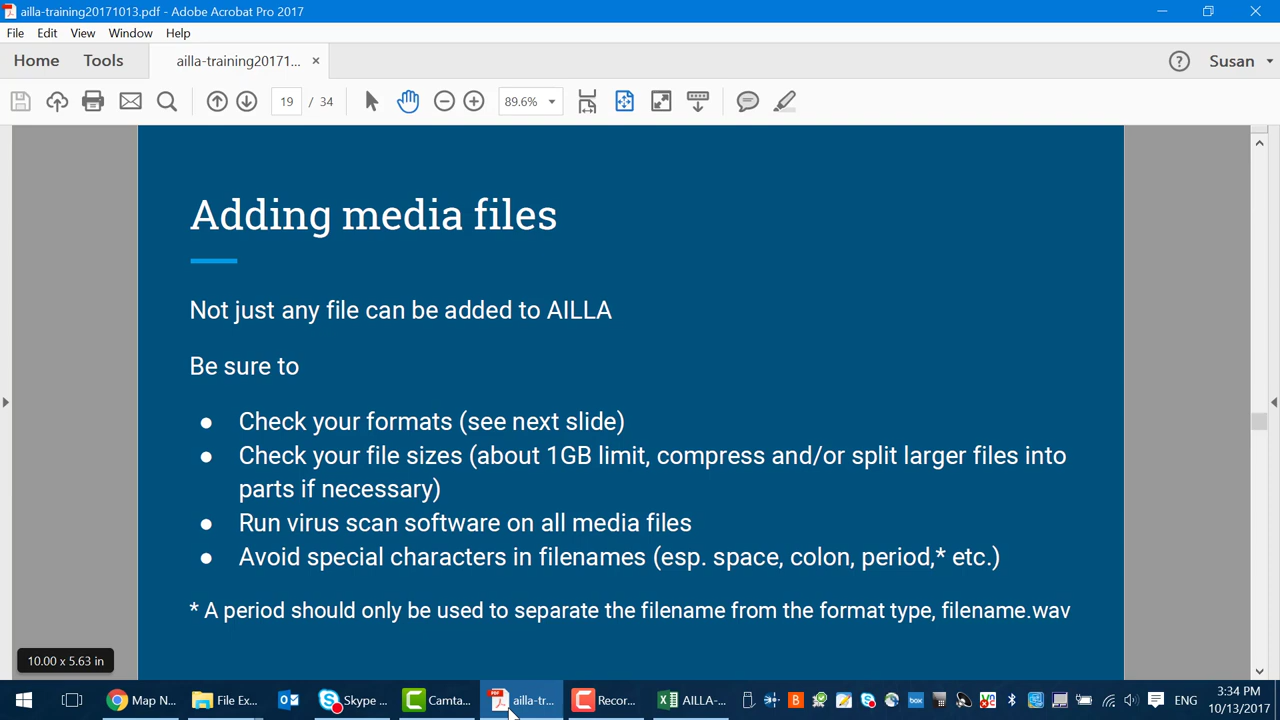 ailla-training20171013.pdf - Adobe Acrobat Pro 2017
File Edit View Window Help
Home Tools ailla-training20171... × ? Susan
19 / 34 89.6%
Adding media files
Not just any file can be added to AILLA
Be sure to
● Check your formats (see next slide)
● Check your file sizes (about 1GB limit, compress and/or split larger files into
parts if necessary)
● Run virus scan software on all media files
● Avoid special characters in filenames (esp. space, colon, period,* etc.)
* A period should only be used to separate the filename from the format type, filename.wav
10.00 x 5.63 in
Map N... File Ex... Skype ... Camta... ailla-tr... Recor... AILLA-... ENG 3:34 PM
10/13/2017